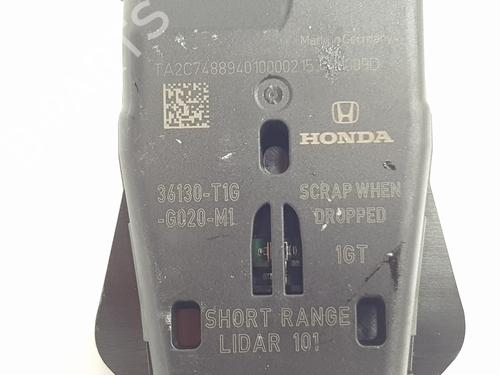 Made in Germany
HONDA
36130-T1G
-G020-M1
SCRAP WHEN
DROPPED
1GT
SHORT RANGE
LIDAR 101